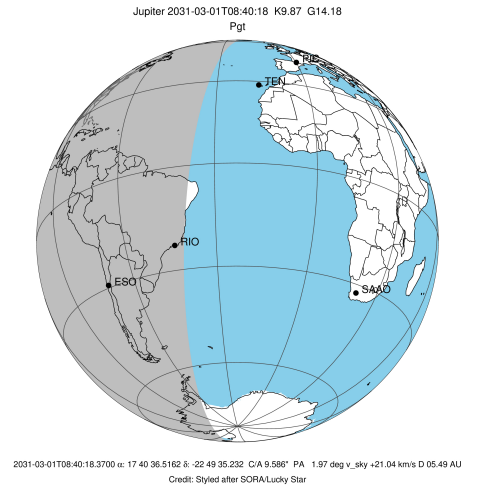 Jupiter 2031-03-01T08:40:18 K9.87 G14.18
Pgt
PIC
TEN
RIO
ESO
SAAO
2031-03-01T08:40:18.3700 α: 17 40 36.5162 δ: -22 49 35.232 C/A 9.586" PA 1.97 deg v_sky +21.04 km/s D 05.49 AU
Credit: Styled after SORA/Lucky Star